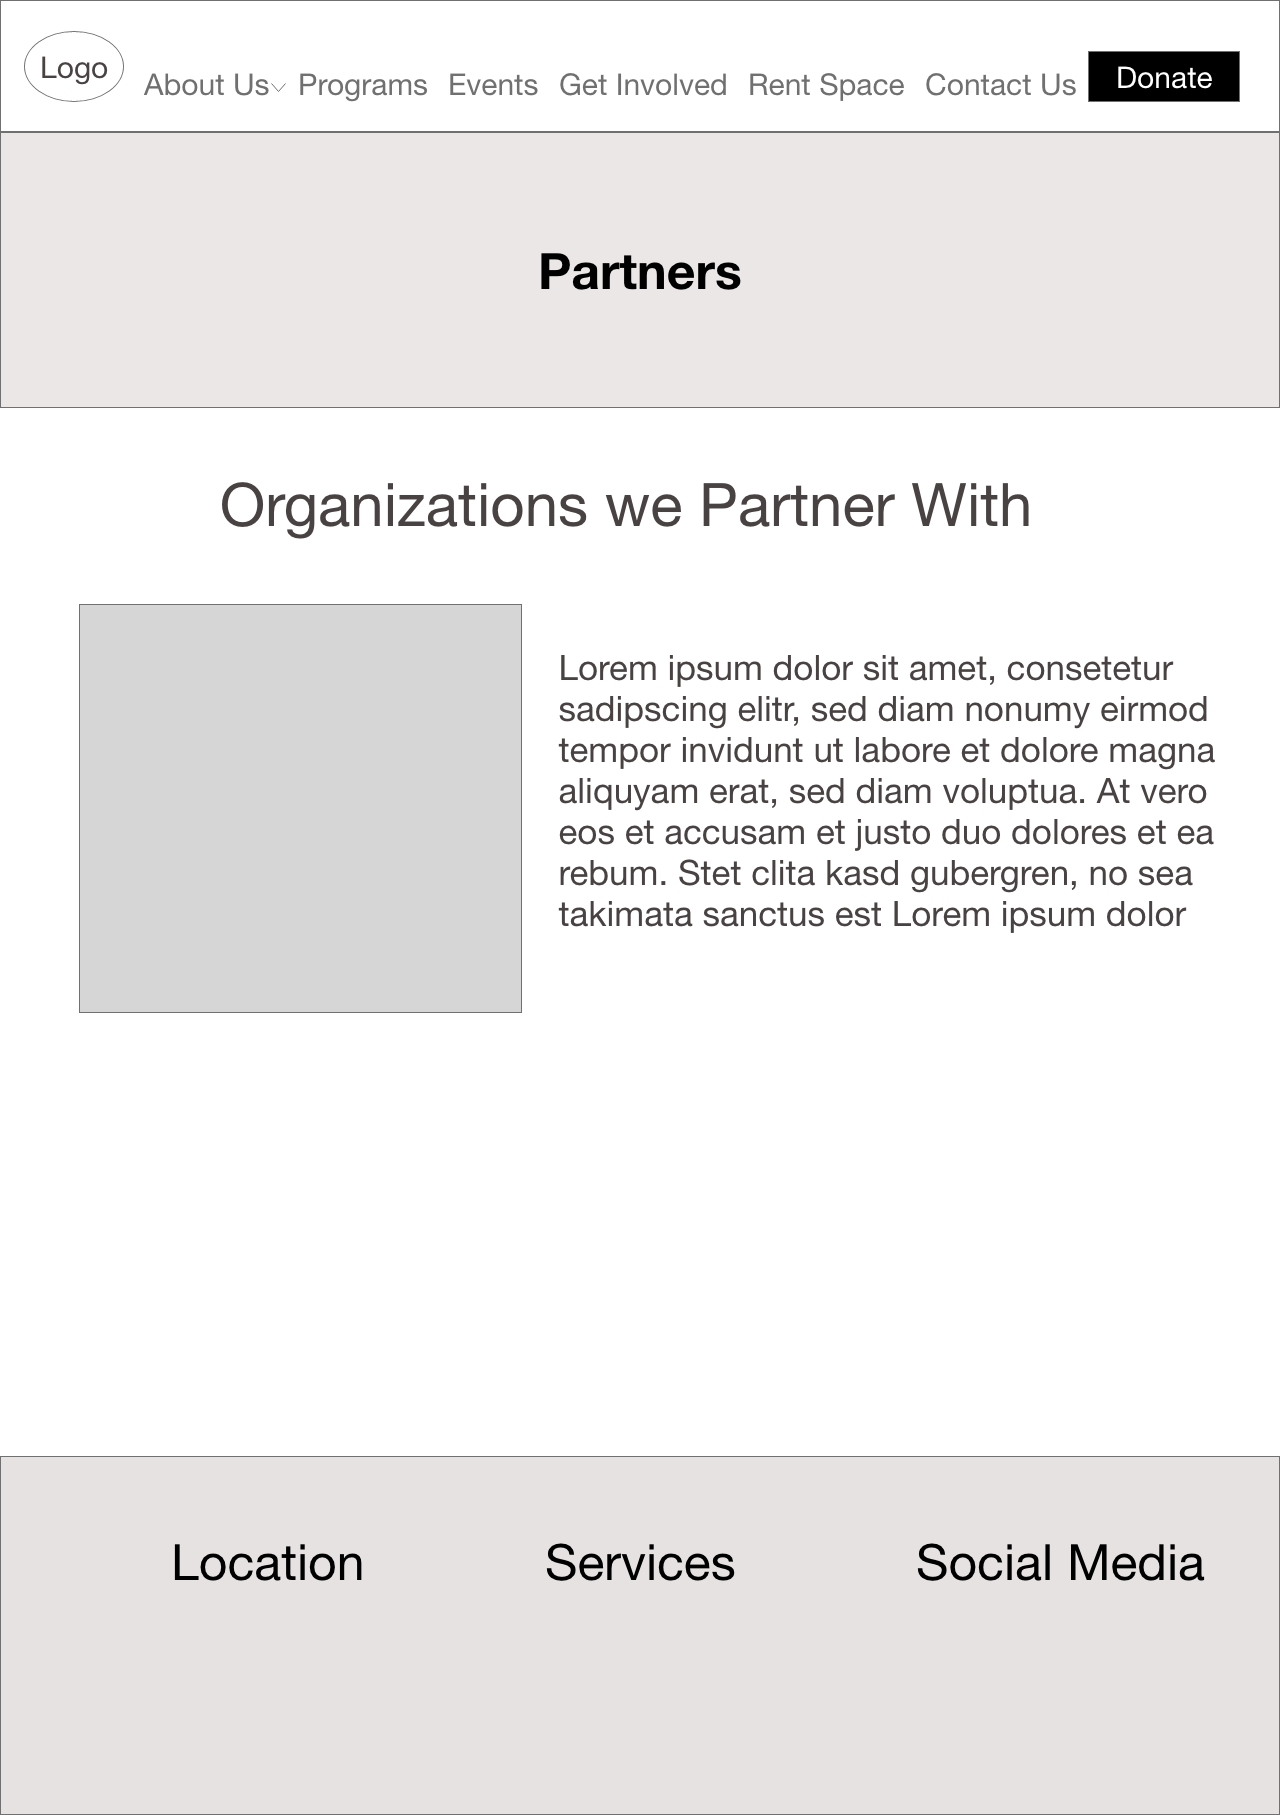 Logo
About Us Programs Events Get Involved Rent Space Contact Us Donate
Partners
Organizations we Partner With
Lorem ipsum dolor sit amet, consetetur
sadipscing elitr, sed diam nonumy eirmod
tempor invidunt ut labore et dolore magna
aliquyam erat, sed diam voluptua. At vero
eos et accusam et justo duo dolores et ea
rebum. Stet clita kasd gubergren, no sea
takimata sanctus est Lorem ipsum dolor
Location Services Social Media